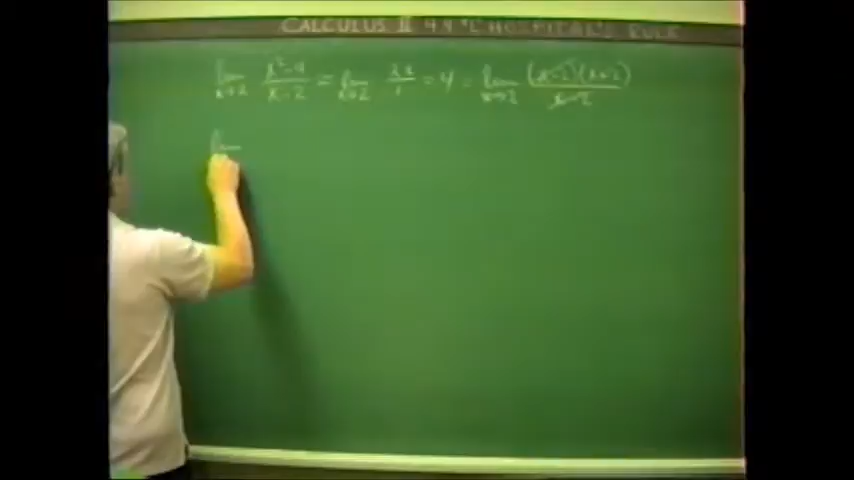 CALCULUS II 4.4 "L'HOSPITAL'S RULE
lim x→2 x²-4 / x-2 = lim x→2 2x / 1 = 4 = lim x→2 (x-2)(x+2) / x-2
lim